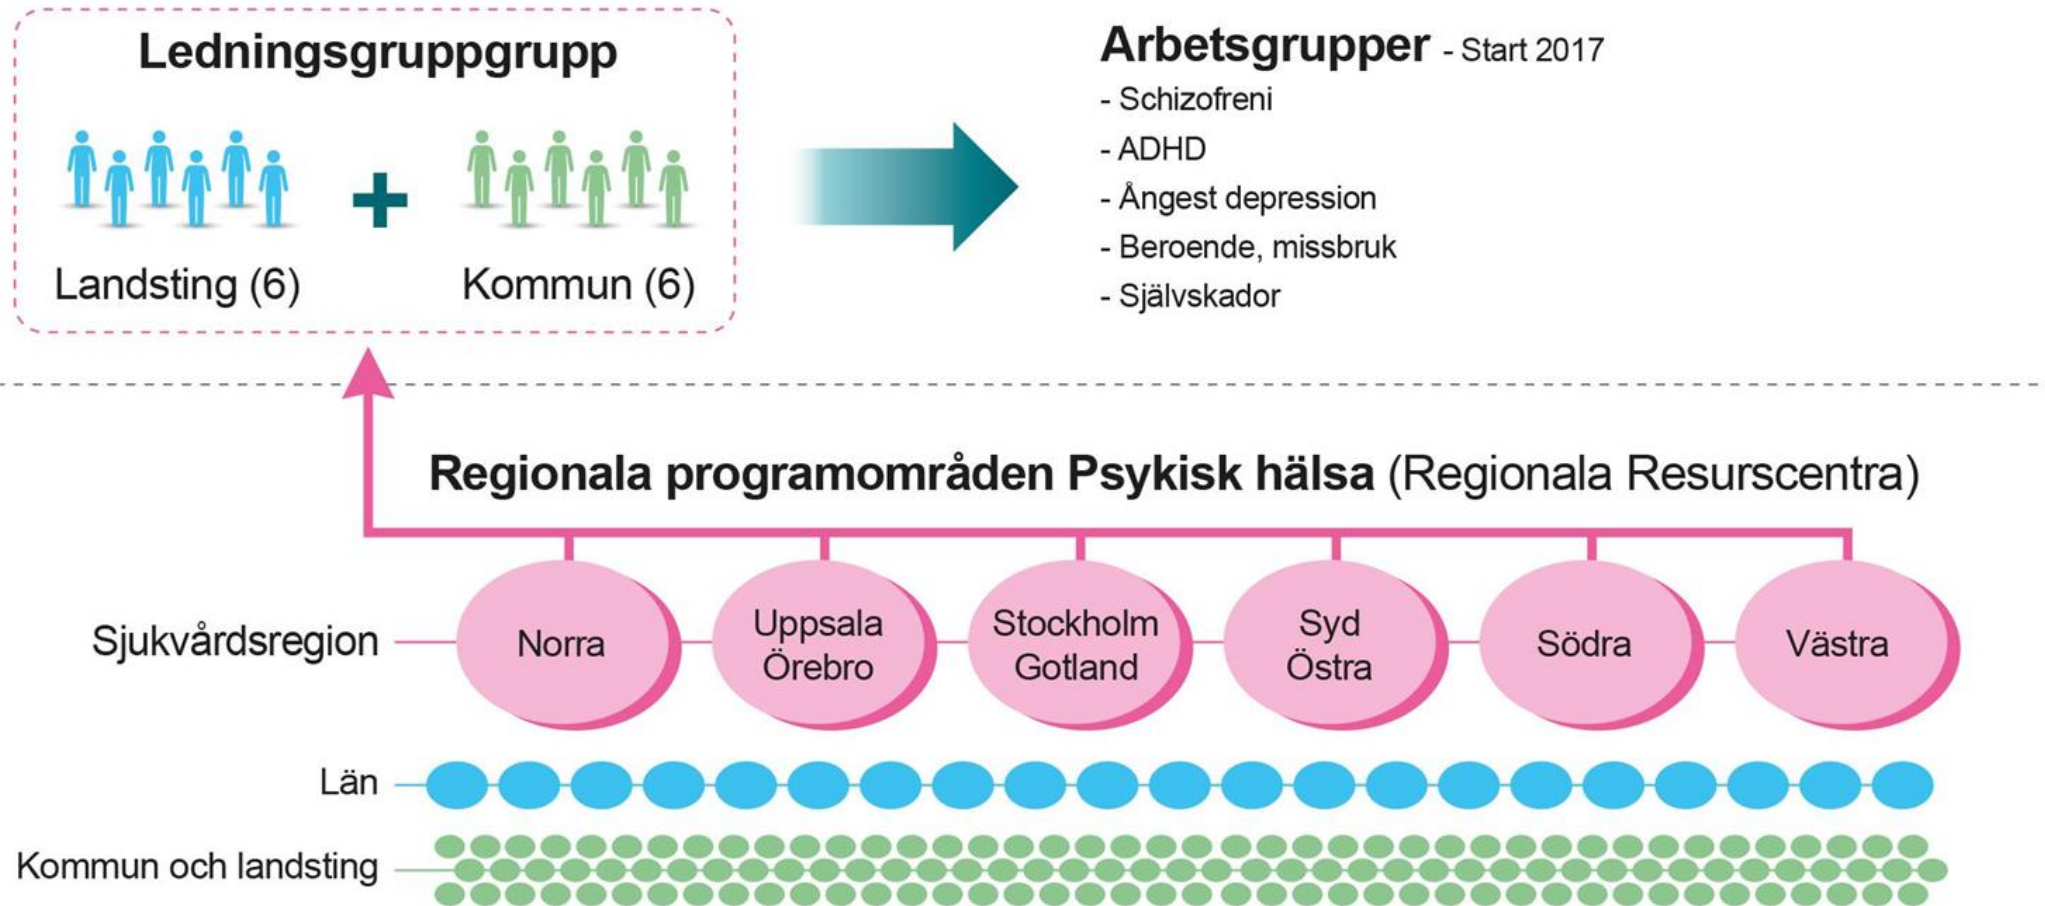 Ledningsgruppgrupp
+
Landsting (6)
Kommun (6)
Arbetsgrupper - Start 2017
- Schizofreni
- ADHD
- Ångest depression
- Beroende, missbruk
- Självskador
Regionala programområden Psykisk hälsa (Regionala Resurscentra)
Sjukvårdsregion
Norra
Uppsala
Örebro
Stockholm
Gotland
Syd
Östra
Södra
Västra
Län
Kommun och landsting